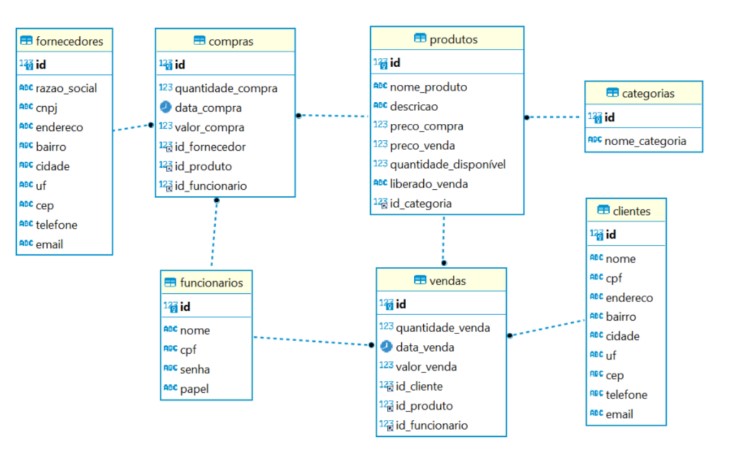 fornecedores
id
razao_social
cnpj
endereco
bairro
cidade
uf
cep
telefone
email
compras
id
quantidade_compra
data_compra
valor_compra
id_fornecedor
id_produto
id_funcionario
produtos
id
nome_produto
descricao
preco_compra
preco_venda
quantidade_disponível
liberado_venda
id_categoria
categorias
id
nome_categoria
funcionarios
id
nome
cpf
senha
papel
vendas
id
quantidade_venda
data_venda
valor_venda
id_cliente
id_produto
id_funcionario
clientes
id
nome
cpf
endereco
bairro
cidade
uf
cep
telefone
email